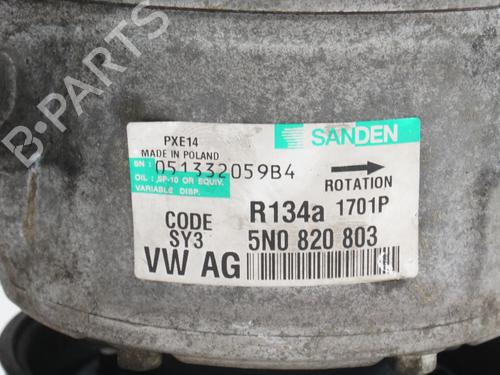 B-PARTS
PXE14
MADE IN POLAND
SANDEN
SN : 051332059B4
OIL : SP-10 OR EQUIV.
VARIABLE DISP.
ROTATION
CODE
SY3
R134a 1701P
5N0 820 803
VW AG